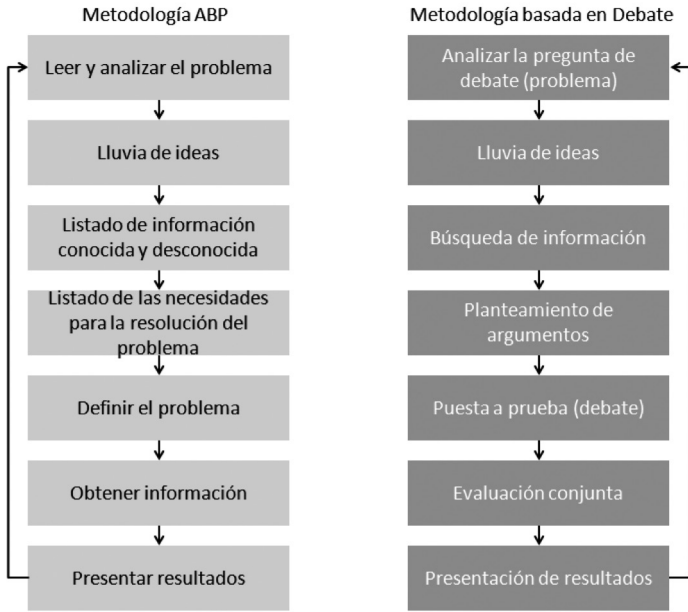 Metodología ABP
Leer y analizar el problema
Lluvia de ideas
Listado de información
conocida y desconocida
Listado de las necesidades
para la resolución del
problema
Definir el problema
Obtener información
Presentar resultados
Metodología basada en Debate
Analizar la pregunta de
debate (problema)
Lluvia de ideas
Búsqueda de información
Planteamiento de
argumentos
Puesta a prueba (debate)
Evaluación conjunta
Presentación de resultados